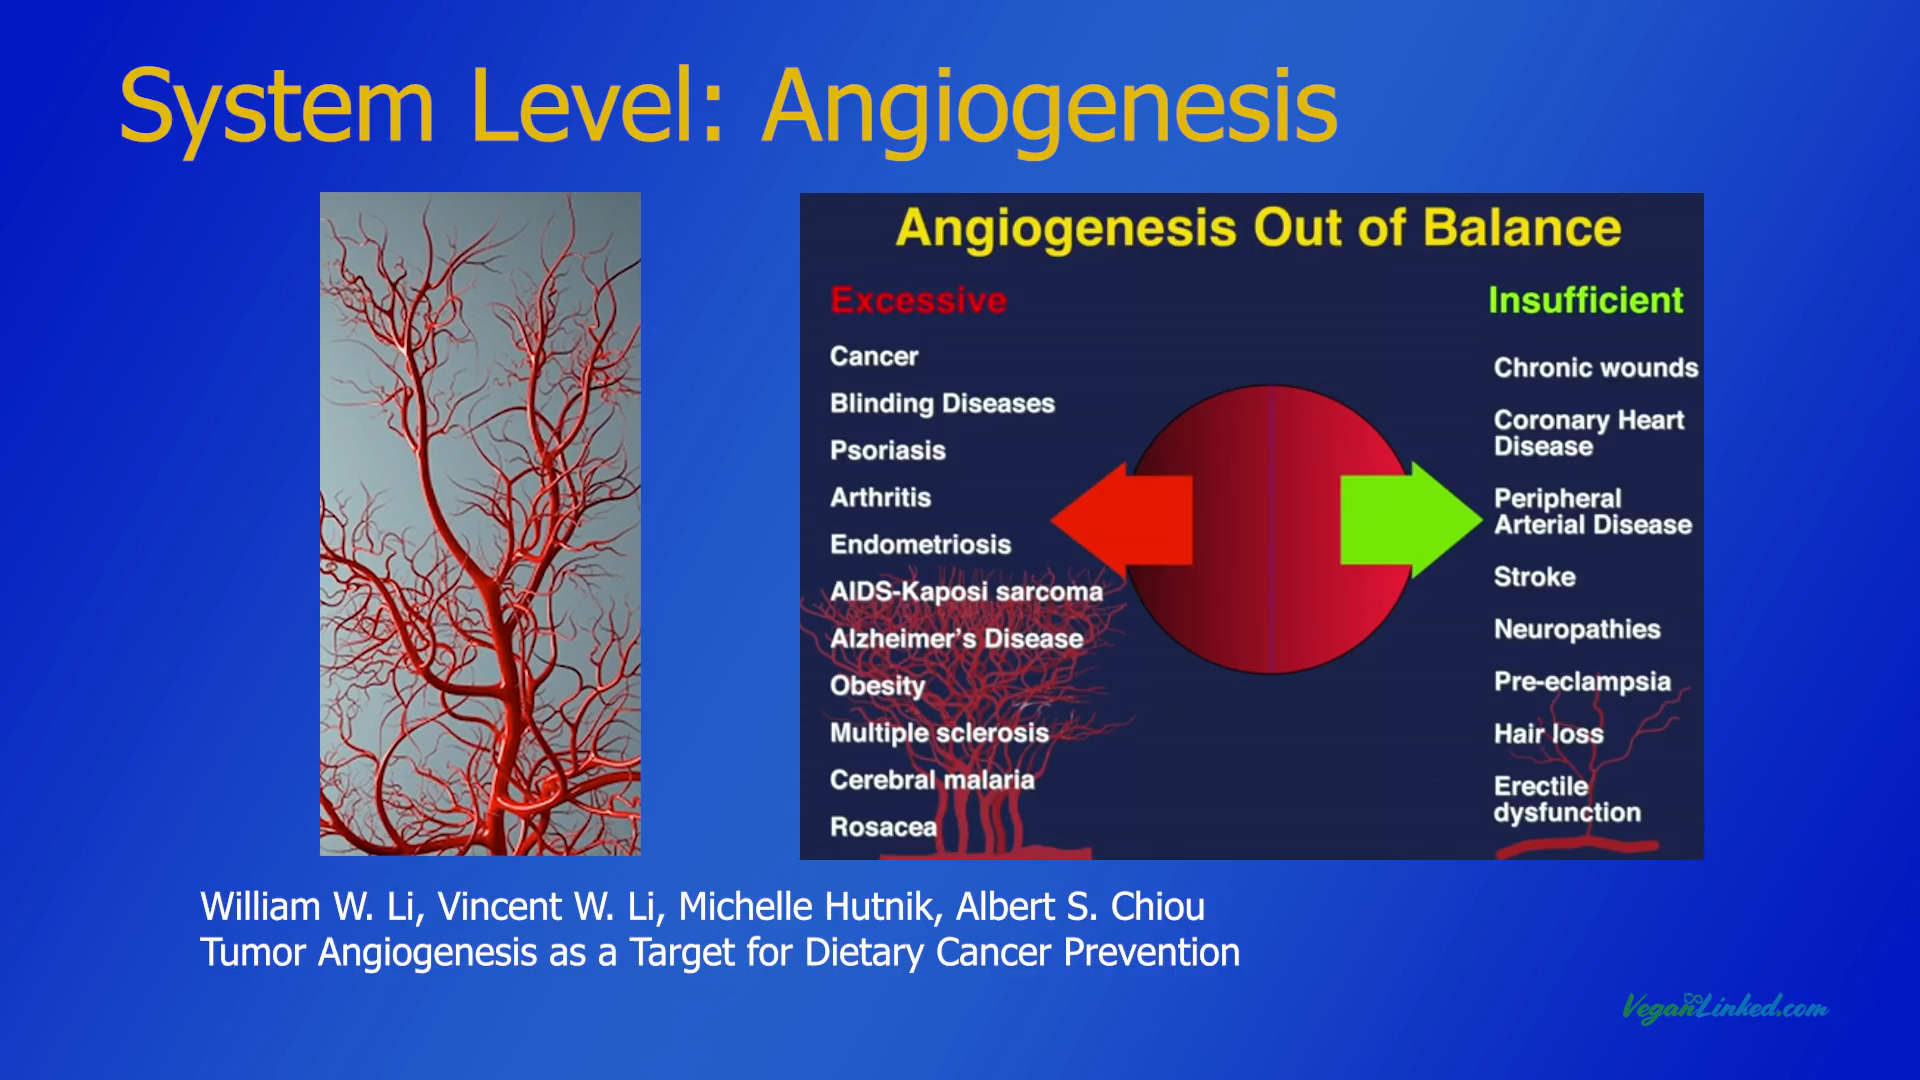 System Level: Angiogenesis
Angiogenesis Out of Balance
Excessive
Cancer
Blinding Diseases
Psoriasis
Arthritis
Endometriosis
AIDS-Kaposi sarcoma
Alzheimer’s Disease
Obesity
Multiple sclerosis
Cerebral malaria
Rosacea
Insufficient
Chronic wounds
Coronary Heart
Disease
Peripheral
Arterial Disease
Stroke
Neuropathies
Pre-eclampsia
Hair loss
Erectile
dysfunction
William W. Li, Vincent W. Li, Michelle Hutnik, Albert S. Chiou
Tumor Angiogenesis as a Target for Dietary Cancer Prevention
VeganLinked.com